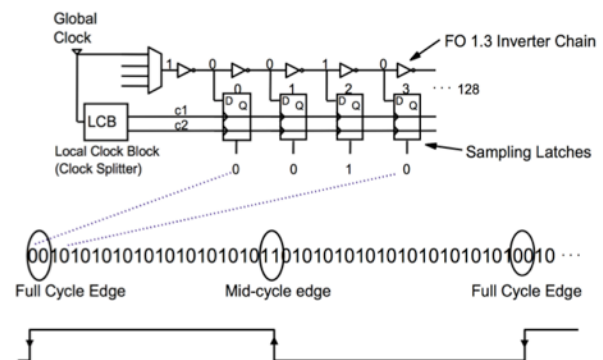 Global
Clock
FO 1.3 Inverter Chain
1 0 0 1 0
0 1 2 3
··· 128
D Q D Q D Q D Q
LCB
c1
c2
Local Clock Block
(Clock Splitter)
Sampling Latches
0 0 1 0
001010101010101010101011010101010101010101010010 ···
Full Cycle Edge Mid-cycle edge Full Cycle Edge